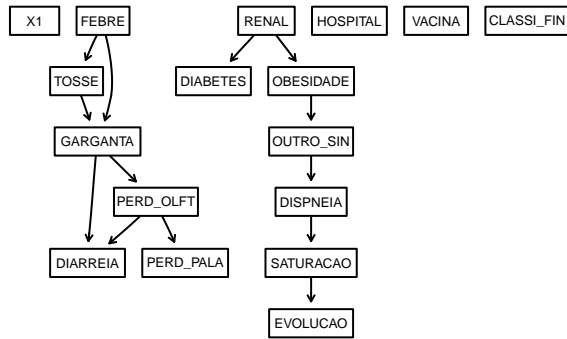 X1 FEBRE RENAL HOSPITAL VACINA CLASSI_FIN
TOSSE DIABETES OBESIDADE
GARGANTA OUTRO_SIN
PERD_OLFT DISPNEIA
DIARREIA PERD_PALA SATURACAO
EVOLUCAO